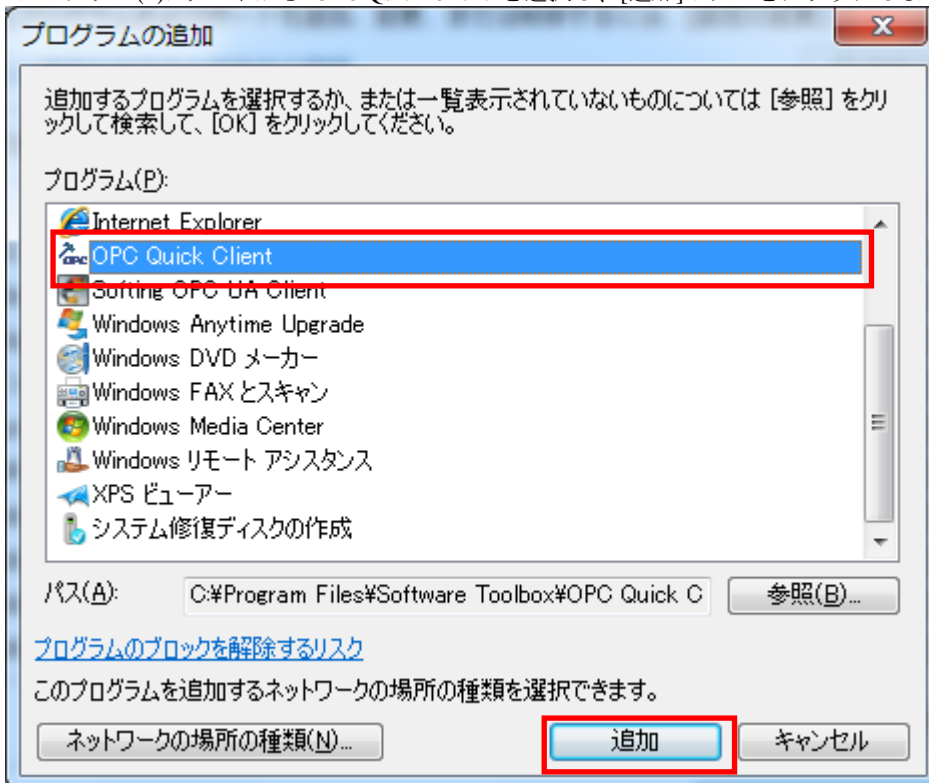 プログラムの追加
追加するプログラムを選択するか、または一覧表示されていないものについては [参照] をクリ
ックして検索して、[OK] をクリックしてください。
プログラム(P):
Internet Explorer
OPC Quick Client
Softing OPC UA Client
Windows Anytime Upgrade
Windows DVD メーカー
Windows FAX とスキャン
Windows Media Center
Windows リモート アシスタンス
XPS ビューアー
システム修復ディスクの作成
パス(A): C:¥Program Files¥Software Toolbox¥OPC Quick C 参照(B)...
プログラムのブロックを解除するリスク
このプログラムを追加するネットワークの場所の種類を選択できます。
ネットワークの場所の種類(N)... 追加 キャンセル